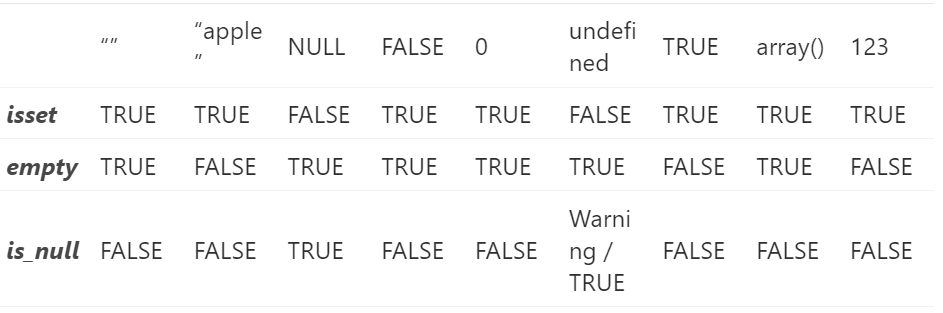 “” “apple” NULL FALSE 0 undefined TRUE array() 123
isset TRUE TRUE FALSE TRUE TRUE FALSE TRUE TRUE TRUE
empty TRUE FALSE TRUE TRUE TRUE TRUE FALSE TRUE FALSE
is_null FALSE FALSE TRUE FALSE FALSE Warning / TRUE FALSE FALSE FALSE